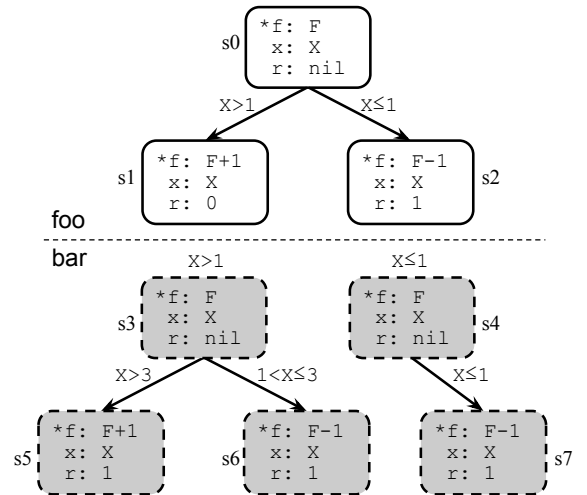 s0
*f: F
x: X
r: nil
X>1
X≤1
s1
*f: F+1
x: X
r: 0
*f: F-1
x: X
r: 1
s2
foo
bar
X>1
X≤1
s3
*f: F
x: X
r: nil
*f: F
x: X
r: nil
s4
X>3
1<X≤3
X≤1
s5
*f: F+1
x: X
r: 1
s6
*f: F-1
x: X
r: 1
*f: F-1
x: X
r: 1
s7